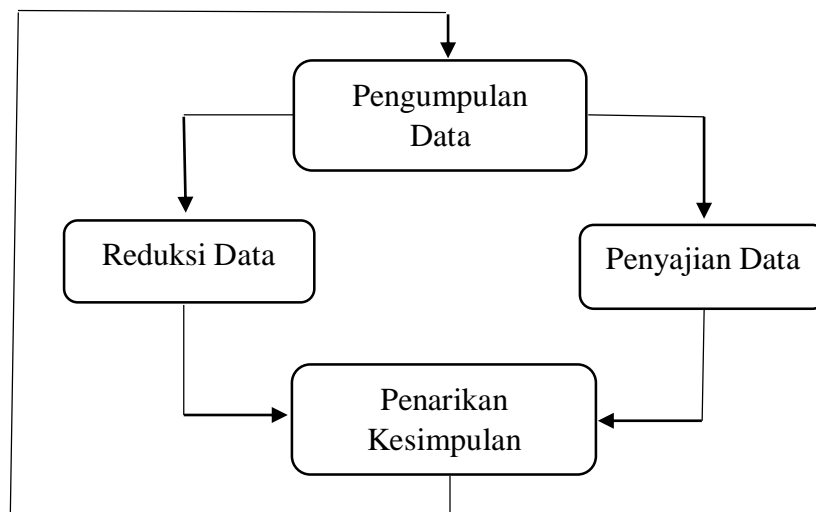 Pengumpulan
Data
Reduksi Data
Penyajian Data
Penarikan
Kesimpulan